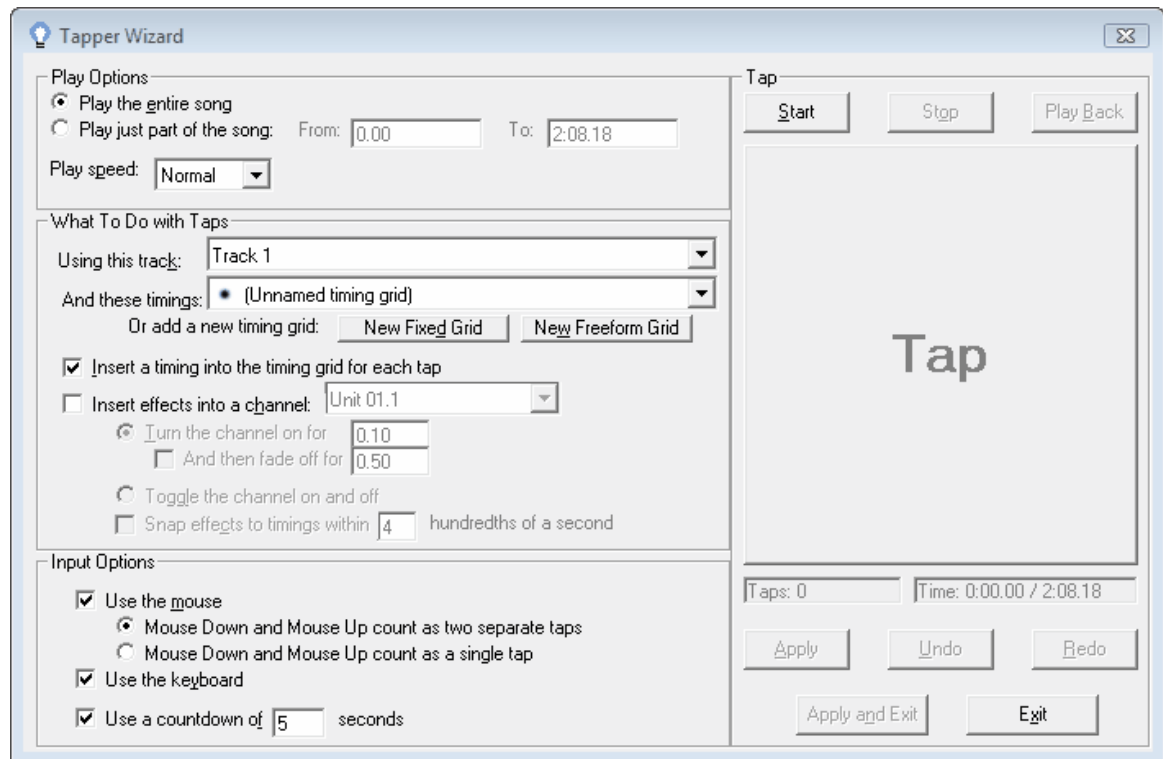 Tapper Wizard
Play Options
Play the entire song
Play just part of the song: From: 0.00 To: 2:08.18
Play speed: Normal
What To Do with Taps
Using this track: Track 1
And these timings: (Unnamed timing grid)
Or add a new timing grid: New Fixed Grid New Freeform Grid
Insert a timing into the timing grid for each tap
Insert effects into a channel: Unit 01.1
Turn the channel on for 0.10
And then fade off for 0.50
Toggle the channel on and off
Snap effects to timings within 4 hundredths of a second
Input Options
Use the mouse
Mouse Down and Mouse Up count as two separate taps
Mouse Down and Mouse Up count as a single tap
Use the keyboard
Use a countdown of 5 seconds
Tap
Start Stop Play Back
Tap
Taps: 0 Time: 0:00.00 / 2:08.18
Apply Undo Redo
Apply and Exit Exit